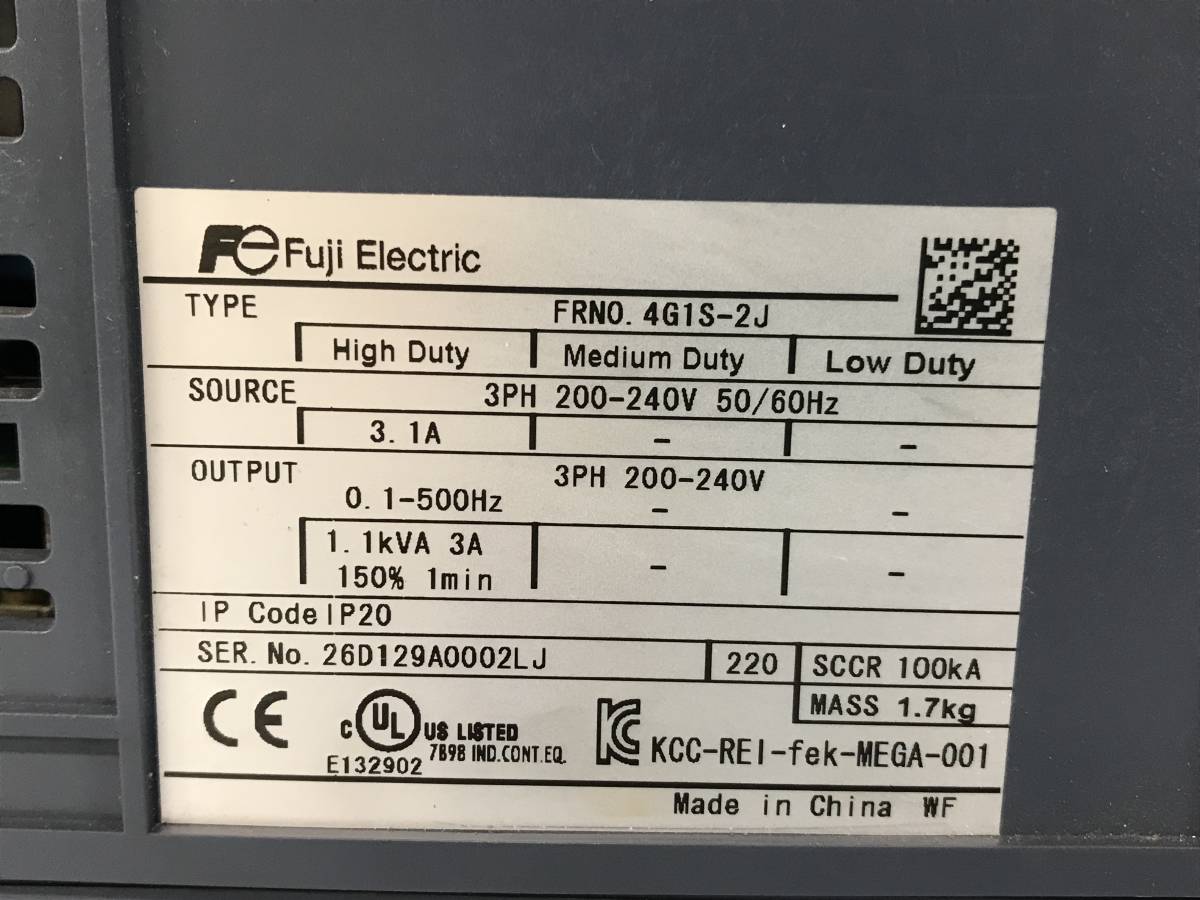 Fe Fuji Electric
TYPE FRN0.4G1S-2J
High Duty Medium Duty Low Duty
SOURCE 3PH 200-240V 50/60Hz
3.1A - -
OUTPUT 3PH 200-240V
0.1-500Hz - -
1.1kVA 3A
150% 1min - -
IP Code IP20
SER. No. 26D129A0002LJ 220 SCCR 100kA
MASS 1.7kg
CE c UL US LISTED KC KCC-REI-fek-MEGA-001
7B98 IND.CONT.EQ.
E132902
Made in China WF